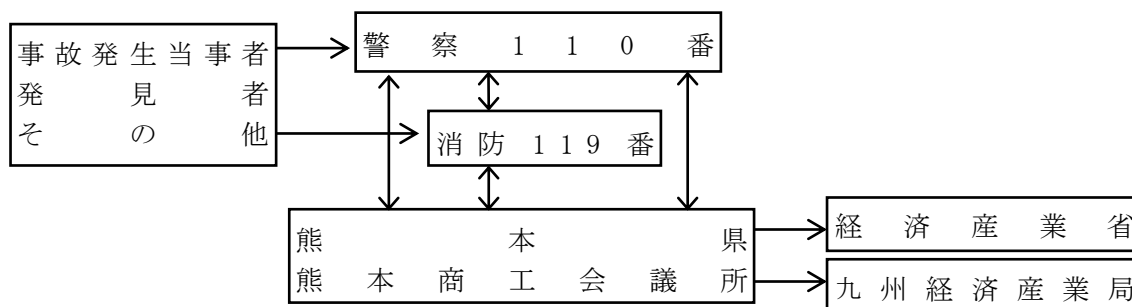 事故発生当事者
発見者
その他
警察110番
消防119番
熊本県
熊本商工会議所
経済産業省
九州経済産業局